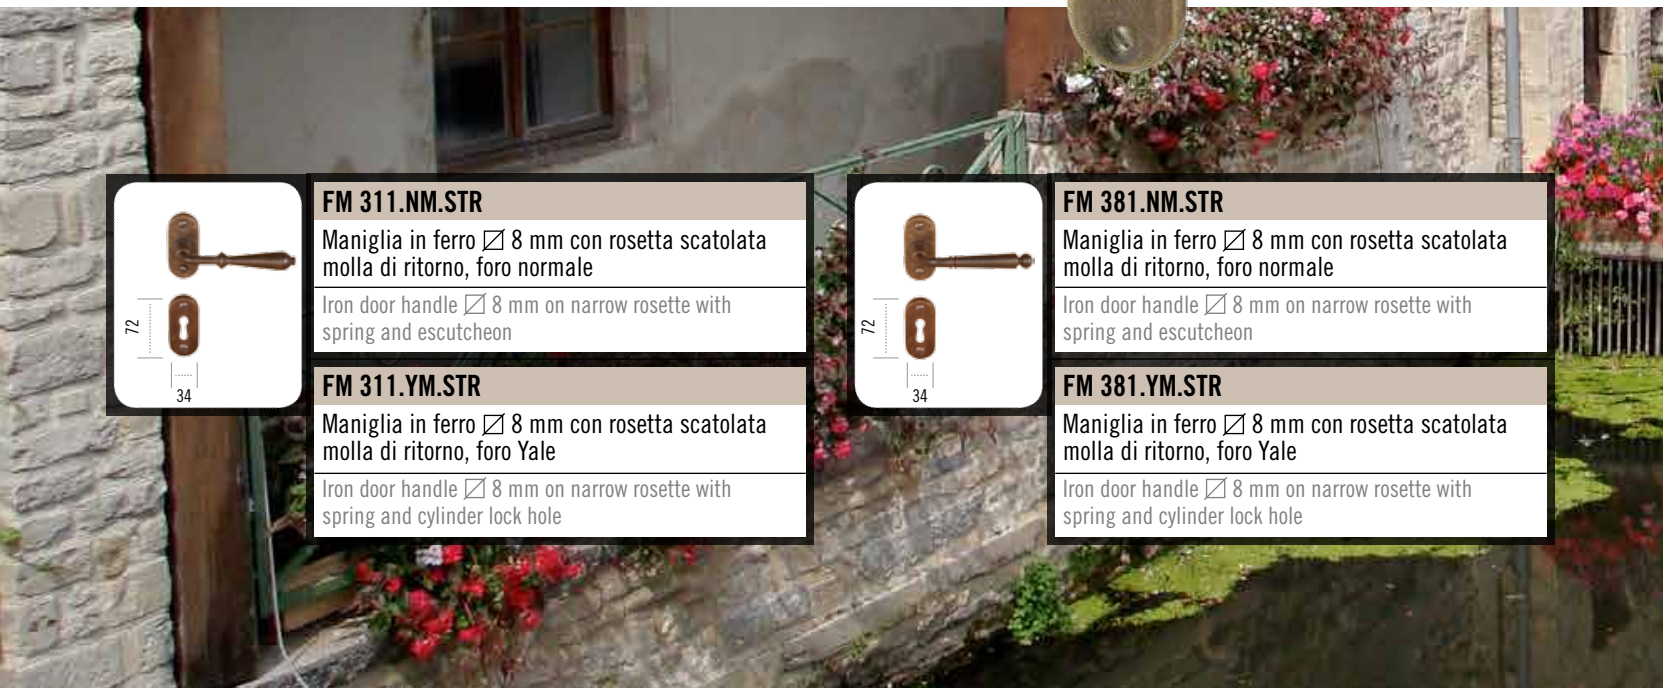 72
34
FM 311.NM.STR
Maniglia in ferro ⍁ 8 mm con rosetta scatolata
molla di ritorno, foro normale
Iron door handle ⍁ 8 mm on narrow rosette with
spring and escutcheon
FM 311.YM.STR
Maniglia in ferro ⍁ 8 mm con rosetta scatolata
molla di ritorno, foro Yale
Iron door handle ⍁ 8 mm on narrow rosette with
spring and cylinder lock hole
72
34
FM 381.NM.STR
Maniglia in ferro ⍁ 8 mm con rosetta scatolata
molla di ritorno, foro normale
Iron door handle ⍁ 8 mm on narrow rosette with
spring and escutcheon
FM 381.YM.STR
Maniglia in ferro ⍁ 8 mm con rosetta scatolata
molla di ritorno, foro Yale
Iron door handle ⍁ 8 mm on narrow rosette with
spring and cylinder lock hole